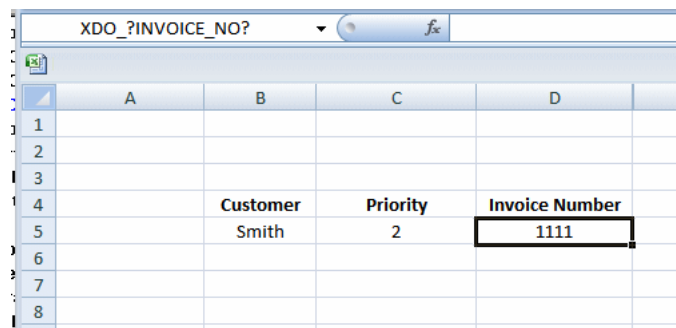 XDO_?INVOICE_NO? fx
A B C D
1
2
3
4 Customer Priority Invoice Number
5 Smith 2 1111
6
7
8